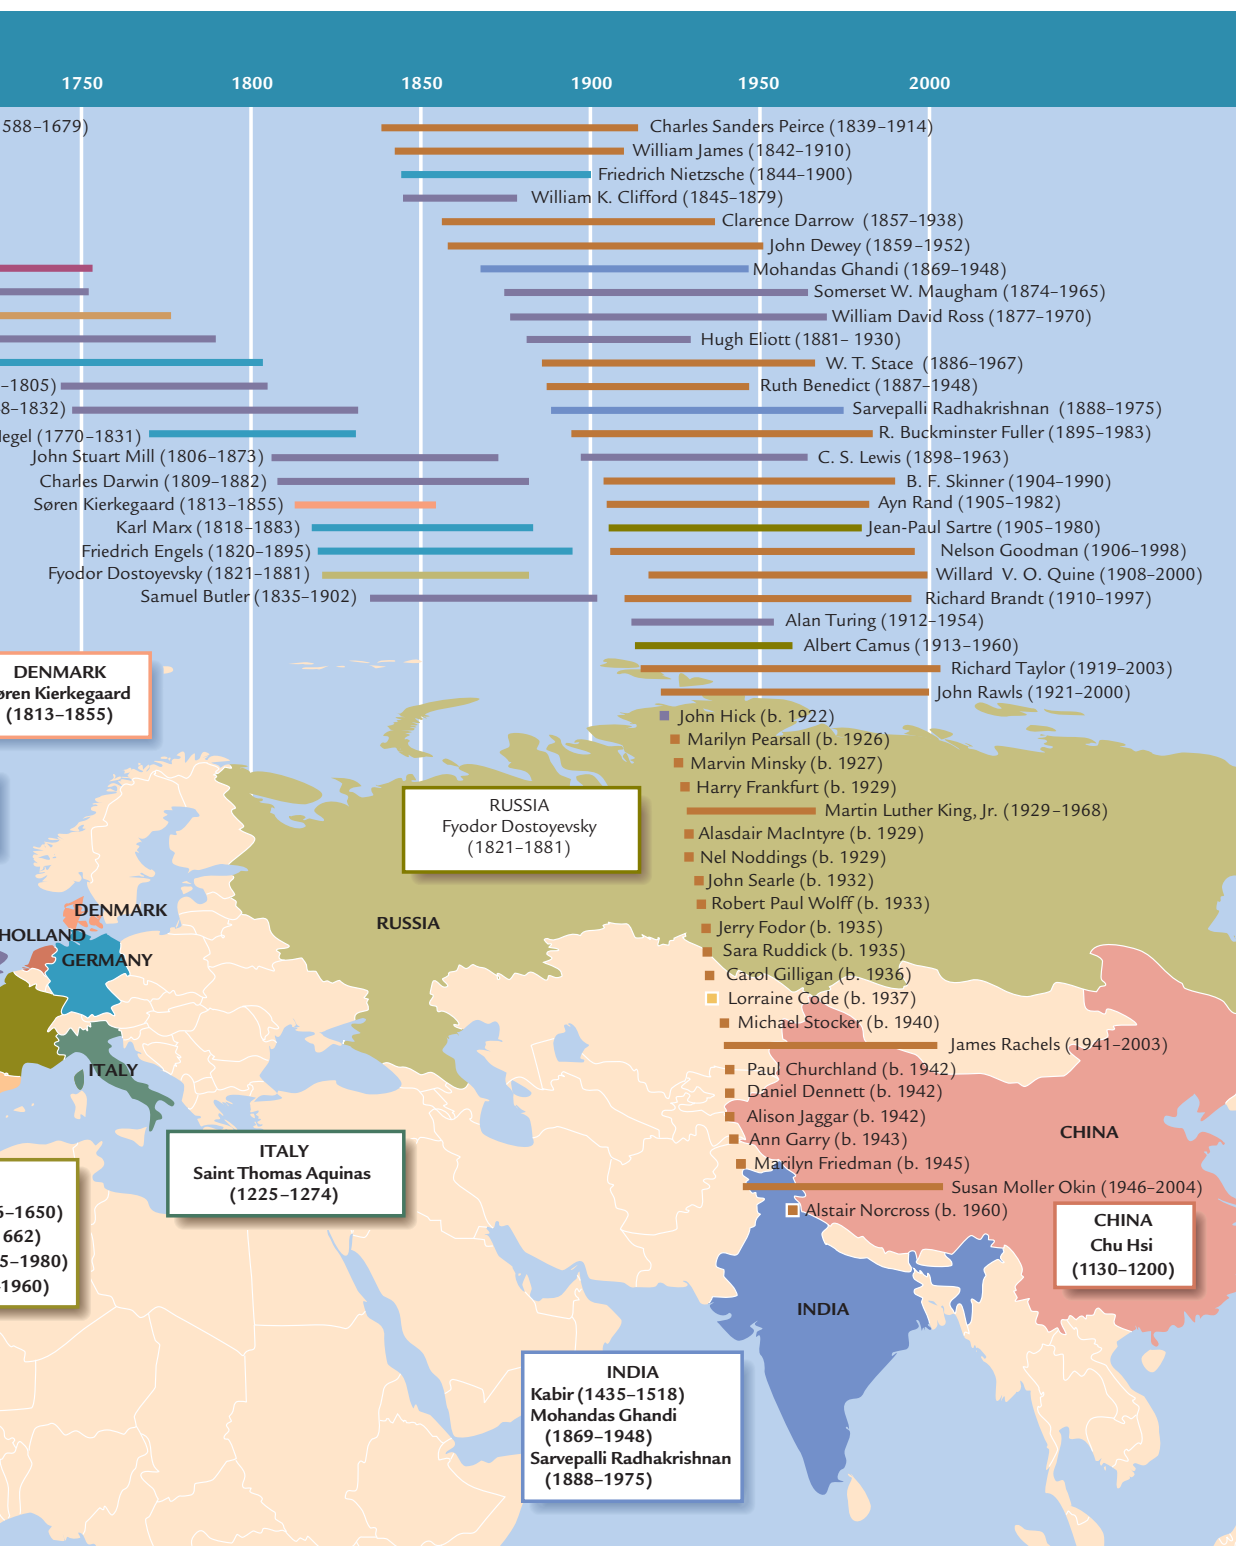 1750 1800 1850 1900 1950 2000
588–1679)
Charles Sanders Peirce (1839–1914)
William James (1842–1910)
Friedrich Nietzsche (1844–1900)
William K. Clifford (1845–1879)
Clarence Darrow (1857–1938)
John Dewey (1859–1952)
Mohandas Ghandi (1869–1948)
Somerset W. Maugham (1874–1965)
William David Ross (1877–1970)
Hugh Eliott (1881– 1930)
W. T. Stace (1886–1967)
–1805)
Ruth Benedict (1887–1948)
8–1832)
Sarvepalli Radhakrishnan (1888–1975)
egel (1770–1831)
R. Buckminster Fuller (1895–1983)
John Stuart Mill (1806–1873)
C. S. Lewis (1898–1963)
Charles Darwin (1809–1882)
B. F. Skinner (1904–1990)
Søren Kierkegaard (1813–1855)
Ayn Rand (1905–1982)
Karl Marx (1818–1883)
Jean-Paul Sartre (1905–1980)
Friedrich Engels (1820–1895)
Nelson Goodman (1906–1998)
Fyodor Dostoyevsky (1821–1881)
Willard V. O. Quine (1908–2000)
Samuel Butler (1835–1902)
Richard Brandt (1910–1997)
Alan Turing (1912–1954)
Albert Camus (1913–1960)
Richard Taylor (1919–2003)
John Rawls (1921–2000)
John Hick (b. 1922)
Marilyn Pearsall (b. 1926)
Marvin Minsky (b. 1927)
Harry Frankfurt (b. 1929)
Martin Luther King, Jr. (1929–1968)
Alasdair MacIntyre (b. 1929)
Nel Noddings (b. 1929)
John Searle (b. 1932)
Robert Paul Wolff (b. 1933)
Jerry Fodor (b. 1935)
Sara Ruddick (b. 1935)
Carol Gilligan (b. 1936)
Lorraine Code (b. 1937)
Michael Stocker (b. 1940)
James Rachels (1941–2003)
Paul Churchland (b. 1942)
Daniel Dennett (b. 1942)
Alison Jaggar (b. 1942)
Ann Garry (b. 1943)
Marilyn Friedman (b. 1945)
Susan Moller Okin (1946–2004)
Alstair Norcross (b. 1960)
DENMARK
øren Kierkegaard
(1813–1855)
RUSSIA
Fyodor Dostoyevsky
(1821–1881)
DENMARK
HOLLAND
GERMANY
RUSSIA
ITALY
CHINA
ITALY
Saint Thomas Aquinas
(1225–1274)
6–1650)
662)
5–1980)
–1960)
CHINA
Chu Hsi
(1130–1200)
INDIA
INDIA
Kabir (1435–1518)
Mohandas Ghandi
(1869–1948)
Sarvepalli Radhakrishnan
(1888–1975)